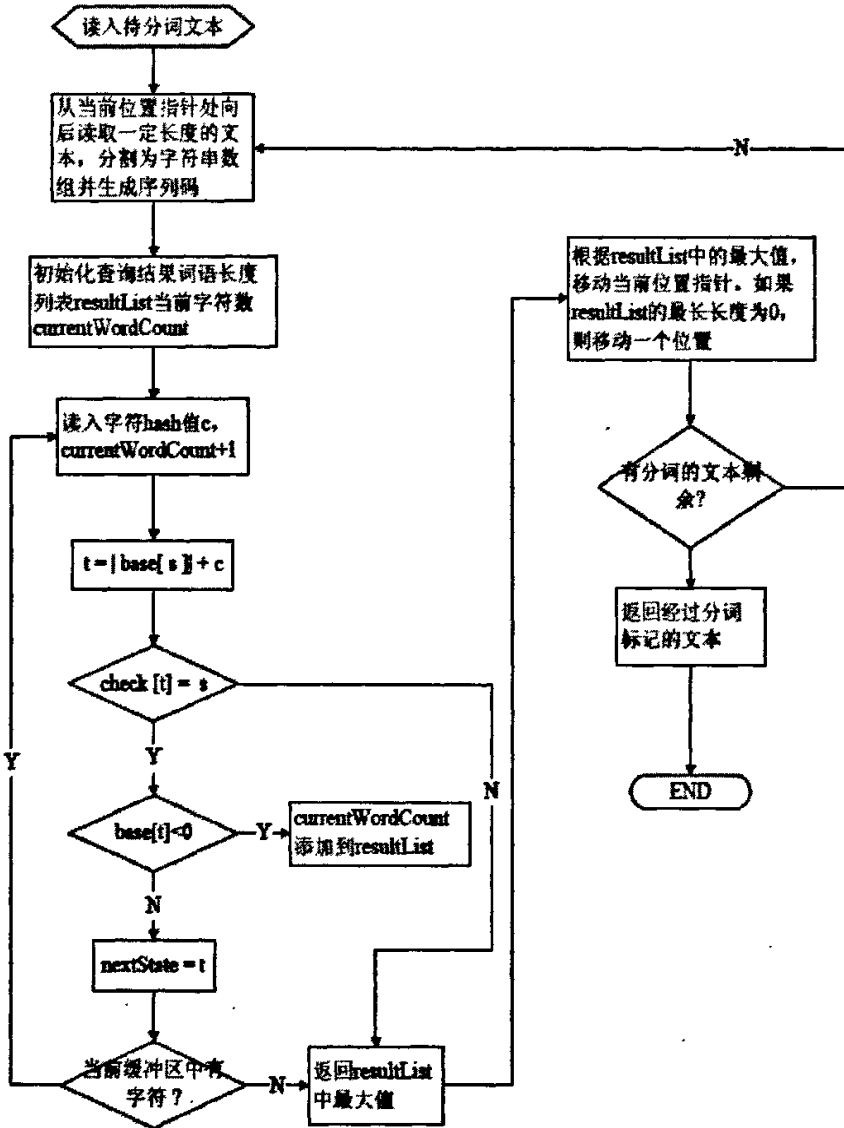 读入待分词文本
从当前位置指针处向
后读取一定长度的文
本，分割为字符串数
组并生成序列码
初始化查询结果词语长度
列表resultList当前字符数
currentWordCount
读入字符hash值c，
currentWordCount+1
t = | base[ s ]| + c
check [t] = s
Y
N
base[t]<0
Y
currentWordCount
添加到resultList
N
nextState = t
当前缓冲区中有
字符？
Y
N
返回resultList
中最大值
根据resultList中的最大值，
移动当前位置指针。如果
resultList的最长长度为0，
则移动一个位置
有分词的文本剩
余？
N
返回经过分词
标记的文本
END